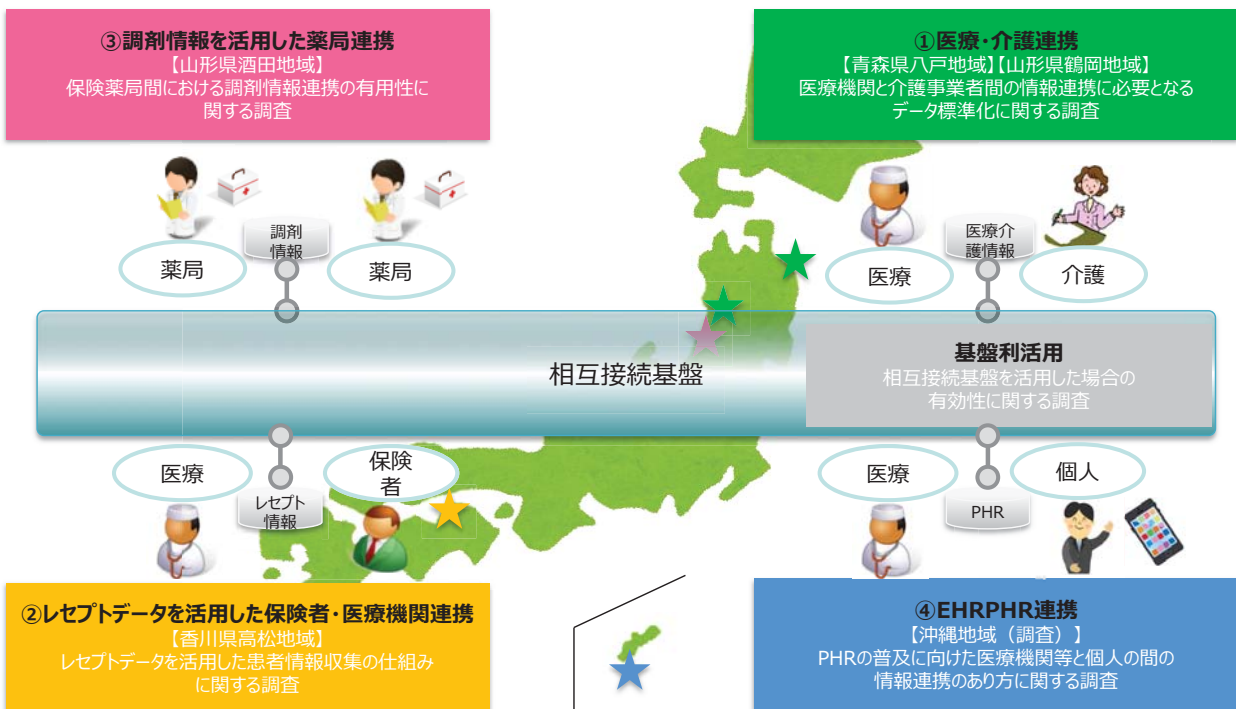 ③調剤情報を活用した薬局連携
【山形県酒田地域】
保険薬局間における調剤情報連携の有用性に
関する調査
①医療・介護連携
【青森県八戸地域】【山形県鶴岡地域】
医療機関と介護事業者間の情報連携に必要となる
データ標準化に関する調査
調剤
情報
薬局
薬局
医療介
護情報
医療
介護
相互接続基盤
基盤利活用
相互接続基盤を活用した場合の
有効性に関する調査
医療
保険
者
レセプト
情報
医療
個人
PHR
②レセプトデータを活用した保険者・医療機関連携
【香川県高松地域】
レセプトデータを活用した患者情報収集の仕組み
に関する調査
④EHRPHR連携
【沖縄地域（調査）】
PHRの普及に向けた医療機関等と個人の間の
情報連携のあり方に関する調査